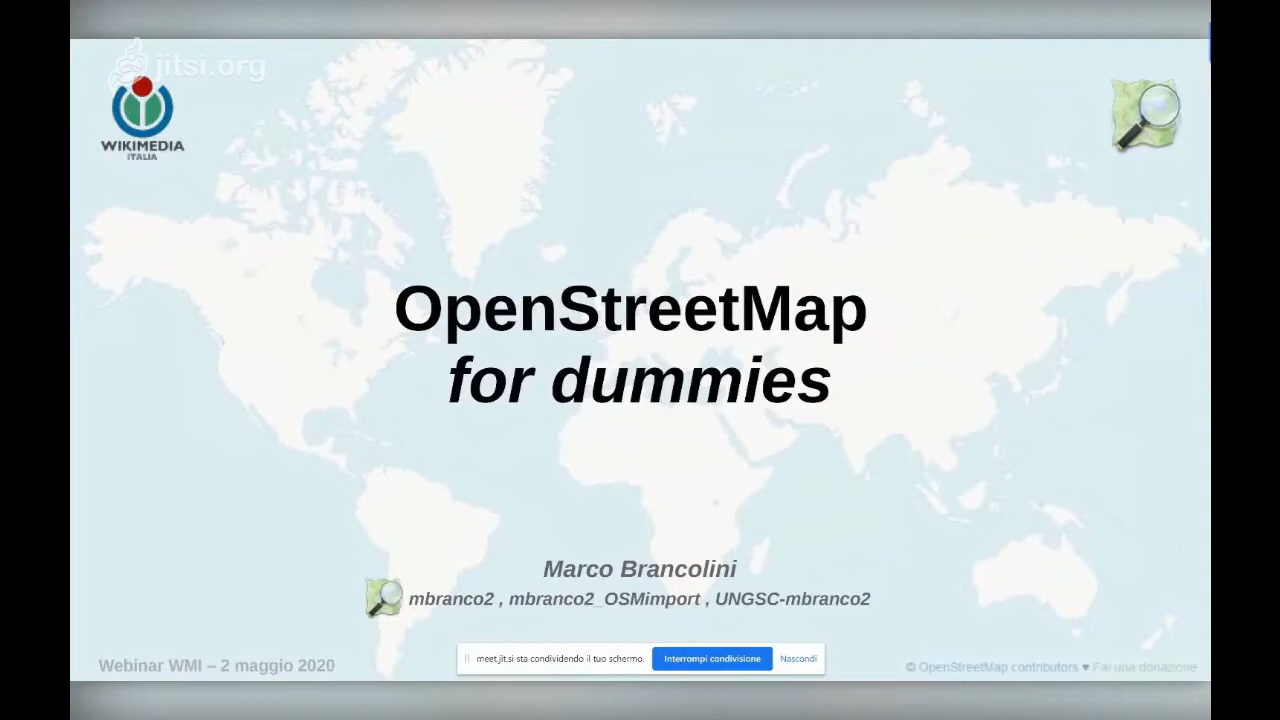 jitsi.org
WIKIMEDIA
ITALIA
OpenStreetMap
for dummies
Marco Brancolini
mbranco2 , mbranco2_OSMimport , UNGSC-mbranco2
meet.jit.si sta condividendo il tuo schermo.
Interrompi condivisione
Nascondi
Webinar WMI – 2 maggio 2020
© OpenStreetMap contributors ♥ Fai una donazione